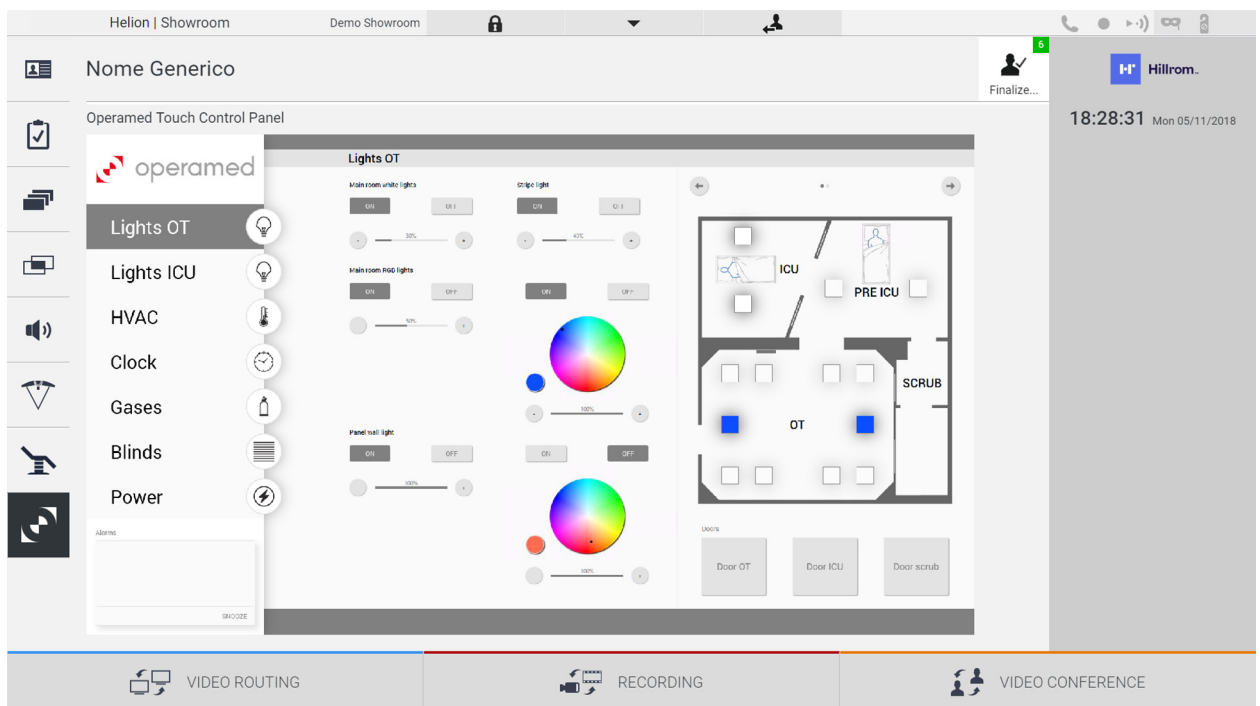 Helion | Showroom
Demo Showroom
Nome Generico
6
Finalize...
Hillrom™
18:28:31 Mon 05/11/2018
Operamed Touch Control Panel
operamed
Lights OT
Lights ICU
HVAC
Clock
Gases
Blinds
Power
Alarms
SNOOZE
Lights OT
Main room white lights
ON OFF
30%
Stripe light
ON OFF
40%
Main room RGB lights
ON OFF
50%
ON OFF
100%
Panel wall light
ON OFF
100%
ON OFF
100%
ICU
PRE ICU
SCRUB
OT
Doors
Door OT
Door ICU
Door scrub
VIDEO ROUTING
RECORDING
VIDEO CONFERENCE